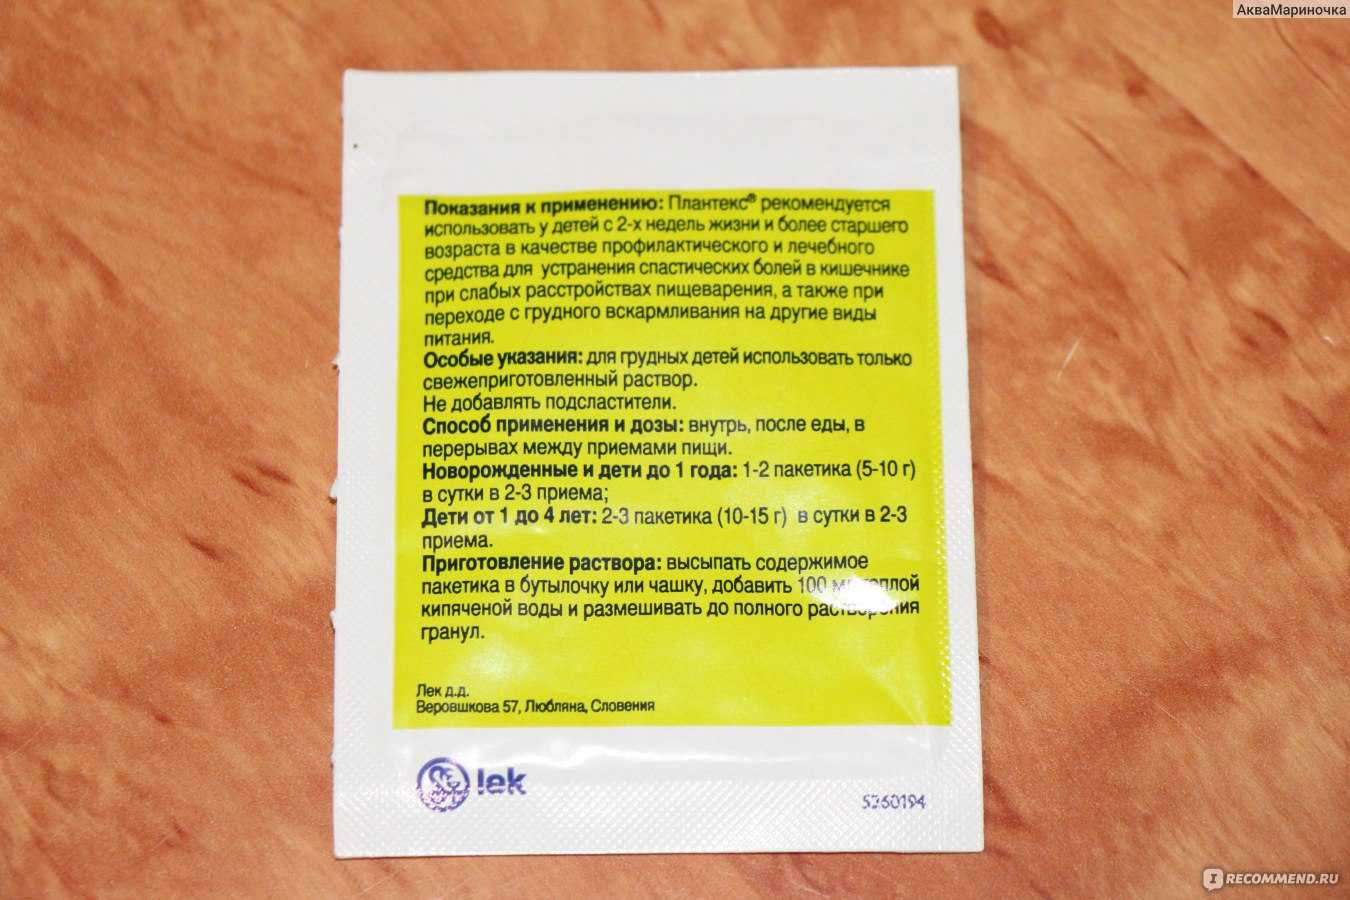 АкваМариночка
Показания к применению: Плантекс® рекомендуется
использовать у детей с 2-х недель жизни и более старшего
возраста в качестве профилактического и лечебного
средства для устранения спастических болей в кишечнике
при слабых расстройствах пищеварения, а также при
переходе с грудного вскармливания на другие виды
питания.
Особые указания: для грудных детей использовать только
свежеприготовленный раствор.
Не добавлять подсластители.
Способ применения и дозы: внутрь, после еды, в
перерывах между приемами пищи.
Новорожденные и дети до 1 года: 1-2 пакетика (5-10 г)
в сутки в 2-3 приема;
Дети от 1 до 4 лет: 2-3 пакетика (10-15 г) в сутки в 2-3
приема.
Приготовление раствора: высыпать содержимое
пакетика в бутылочку или чашку, добавить 100 мл теплой
кипяченой воды и размешивать до полного растворения
гранул.
Лек д.д.
Веровшкова 57, Любляна, Словения
lek
5260194
IRECOMMEND.RU